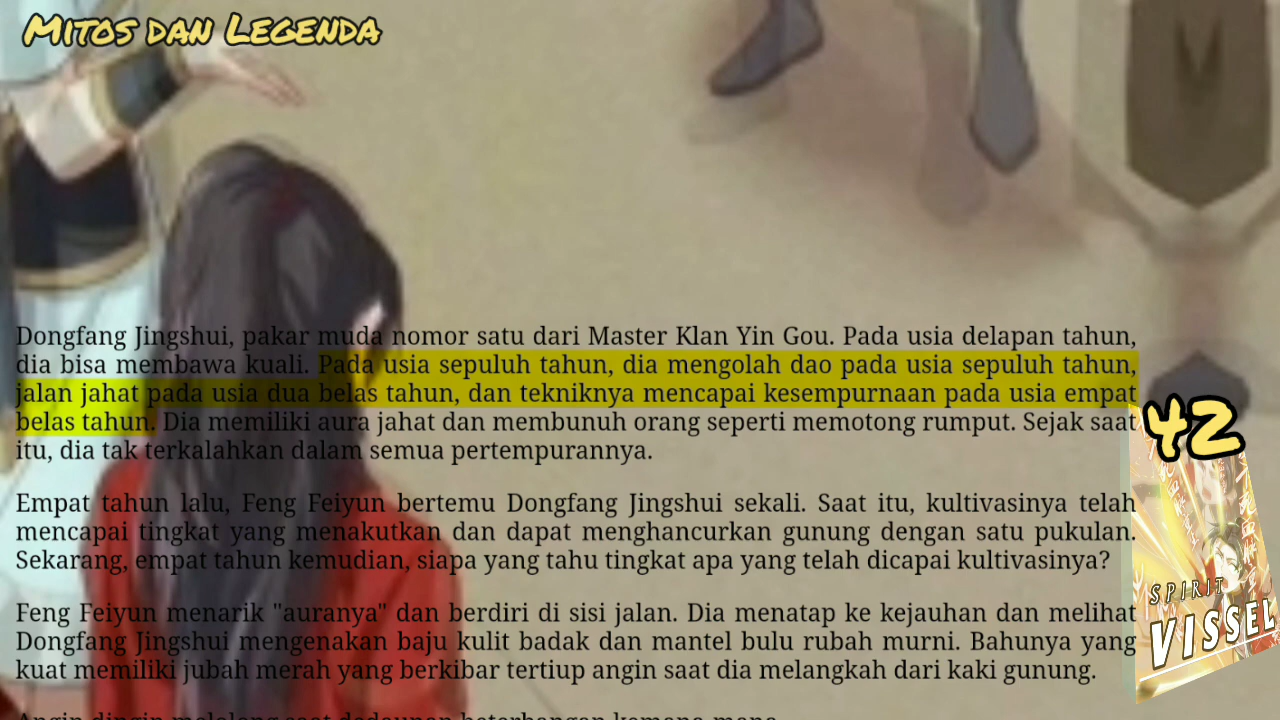 Mitos dan Legenda
Dongfang Jingshui, pakar muda nomor satu dari Master Klan Yin Gou. Pada usia delapan tahun,
dia bisa membawa kuali. Pada usia sepuluh tahun, dia mengolah dao pada usia sepuluh tahun,
jalan jahat pada usia dua belas tahun, dan tekniknya mencapai kesempurnaan pada usia empat
belas tahun. Dia memiliki aura jahat dan membunuh orang seperti memotong rumput. Sejak saat
itu, dia tak terkalahkan dalam semua pertempurannya.
Empat tahun lalu, Feng Feiyun bertemu Dongfang Jingshui sekali. Saat itu, kultivasinya telah
mencapai tingkat yang menakutkan dan dapat menghancurkan gunung dengan satu pukulan.
Sekarang, empat tahun kemudian, siapa yang tahu tingkat apa yang telah dicapai kultivasinya?
Feng Feiyun menarik "auranya" dan berdiri di sisi jalan. Dia menatap ke kejauhan dan melihat
Dongfang Jingshui mengenakan baju kulit badak dan mantel bulu rubah murni. Bahunya yang
kuat memiliki jubah merah yang berkibar tertiup angin saat dia melangkah dari kaki gunung.
42
SPIRIT
VISSEL